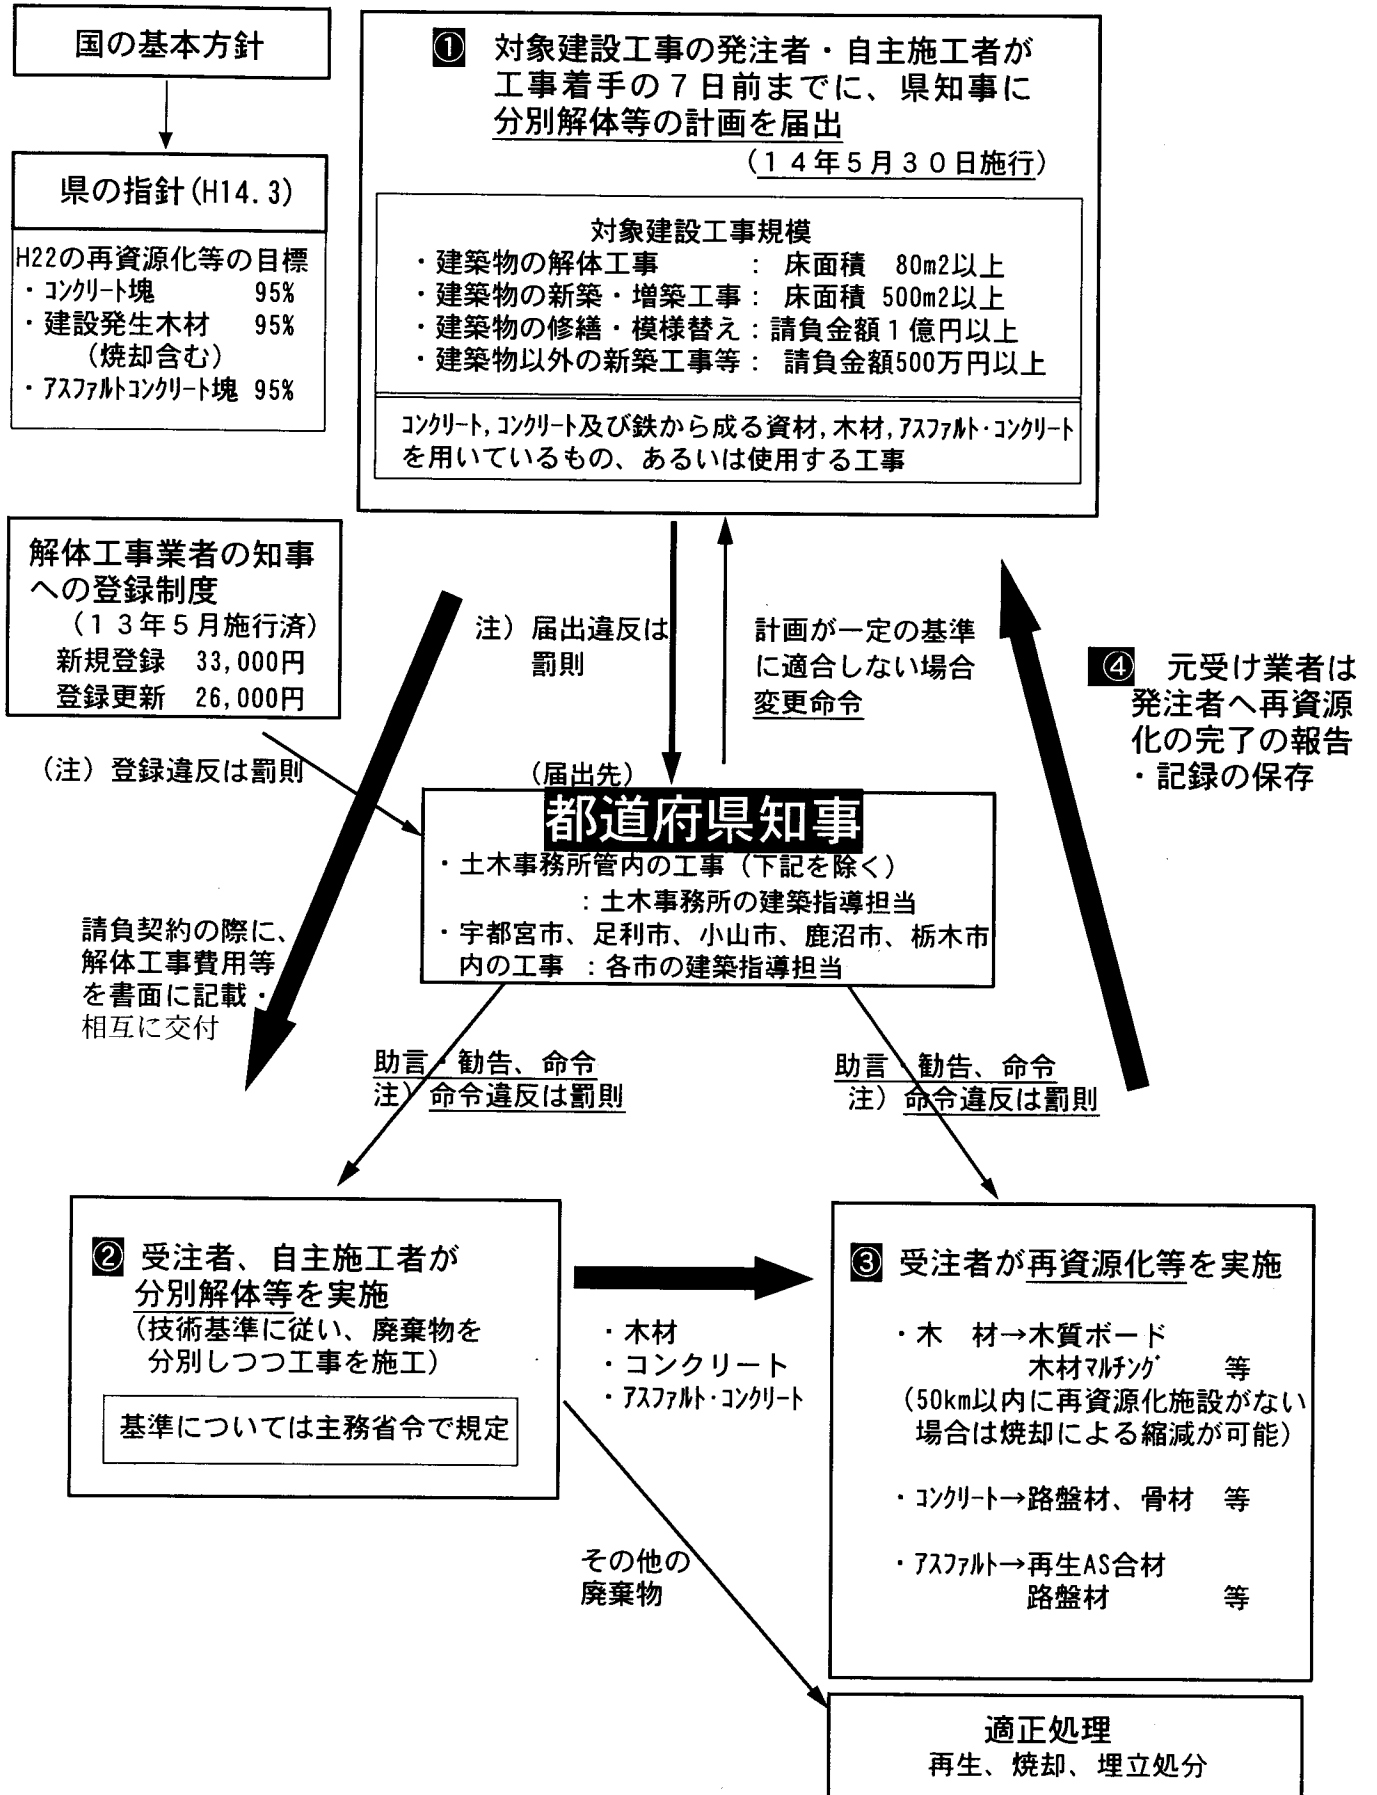 国の基本方針
県の指針(H14.3)
H22の再資源化等の目標
・ｺﾝｸﾘｰﾄ塊 95%
・建設発生木材 95%
（焼却含む）
・ｱｽﾌｧﾙﾄｺﾝｸﾘｰﾄ塊 95%
① 対象建設工事の発注者・自主施工者が
工事着手の７日前までに、県知事に
分別解体等の計画を届出
（１４年５月３０日施行）
対象建設工事規模
・建築物の解体工事 ： 床面積 80m2以上
・建築物の新築・増築工事： 床面積 500m2以上
・建築物の修繕・模様替え：請負金額１億円以上
・建築物以外の新築工事等： 請負金額500万円以上
ｺﾝｸﾘｰﾄ,ｺﾝｸﾘｰﾄ及び鉄から成る資材,木材,ｱｽﾌｧﾙﾄ･ｺﾝｸﾘｰﾄ
を用いているもの、あるいは使用する工事
解体工事業者の知事
への登録制度
（１３年５月施行済）
新規登録 33,000円
登録更新 26,000円
（注）登録違反は罰則
注）届出違反は
罰則
計画が一定の基準
に適合しない場合
変更命令
④ 元受け業者は
発注者へ再資源
化の完了の報告
・記録の保存
（届出先）
都道府県知事
・土木事務所管内の工事（下記を除く）
：土木事務所の建築指導担当
・宇都宮市、足利市、小山市、鹿沼市、栃木市
内の工事 ：各市の建築指導担当
請負契約の際に、
解体工事費用等
を書面に記載・
相互に交付
助言・勧告、命令
注）命令違反は罰則
助言・勧告、命令
注）命令違反は罰則
② 受注者、自主施工者が
分別解体等を実施
（技術基準に従い、廃棄物を
分別しつつ工事を施工）
基準については主務省令で規定
・木材
・コンクリート
・ｱｽﾌｧﾙﾄ･ｺﾝｸﾘｰﾄ
③ 受注者が再資源化等を実施
・木 材→木質ボード
木材ﾏﾙﾁﾝｸﾞ 等
（50km以内に再資源化施設がない
場合は焼却による縮減が可能）
・ｺﾝｸﾘｰﾄ→路盤材、骨材 等
・ｱｽﾌｧﾙﾄ→再生AS合材
路盤材 等
その他の
廃棄物
適正処理
再生、焼却、埋立処分